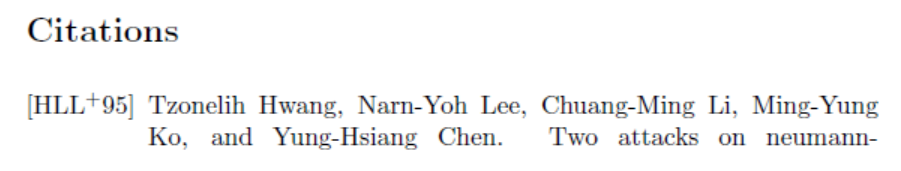 Citations
[HLL+95] Tzonelih Hwang, Narn-Yoh Lee, Chuang-Ming Li, Ming-Yung
Ko, and Yung-Hsiang Chen. Two attacks on neumann-